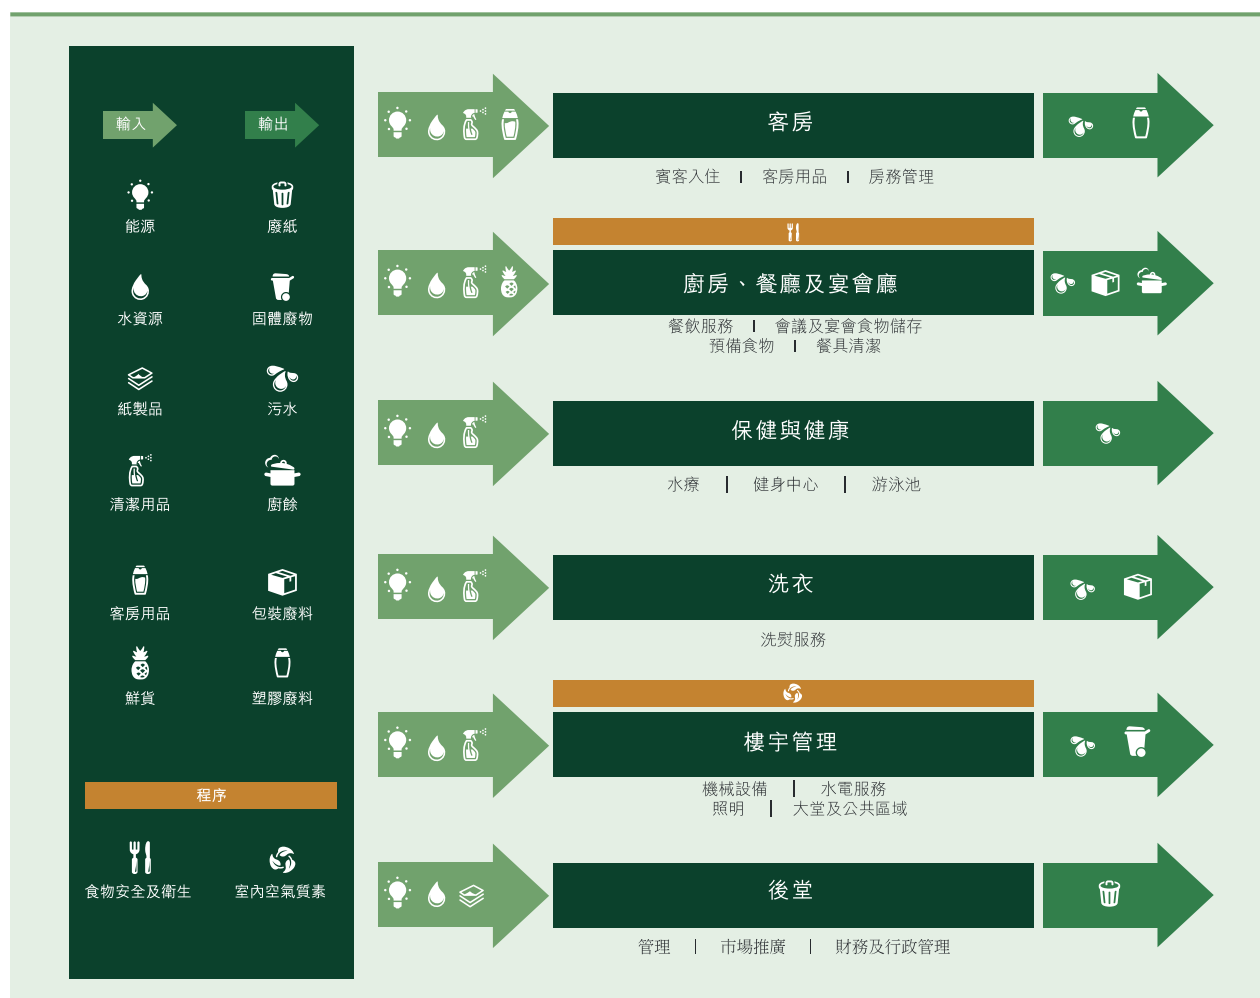 輸入
輸出
能源
廢紙
水資源
固體廢物
紙製品
污水
清潔用品
廚餘
客房用品
包裝廢料
鮮貨
塑膠廢料
程序
食物安全及衛生
室內空氣質素
客房
賓客入住 | 客房用品 | 房務管理
廚房、餐廳及宴會廳
餐飲服務 | 會議及宴會食物儲存
預備食物 | 餐具清潔
保健與健康
水療 | 健身中心 | 游泳池
洗衣
洗熨服務
樓宇管理
機械設備 | 水電服務
照明 | 大堂及公共區域
後堂
管理 | 市場推廣 | 財務及行政管理